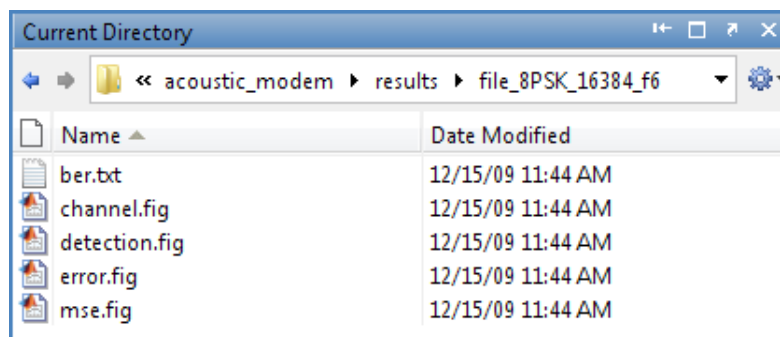 Current Directory
« acoustic_modem ▸ results ▸ file_8PSK_16384_f6
Name Date Modified
ber.txt 12/15/09 11:44 AM
channel.fig 12/15/09 11:44 AM
detection.fig 12/15/09 11:44 AM
error.fig 12/15/09 11:44 AM
mse.fig 12/15/09 11:44 AM